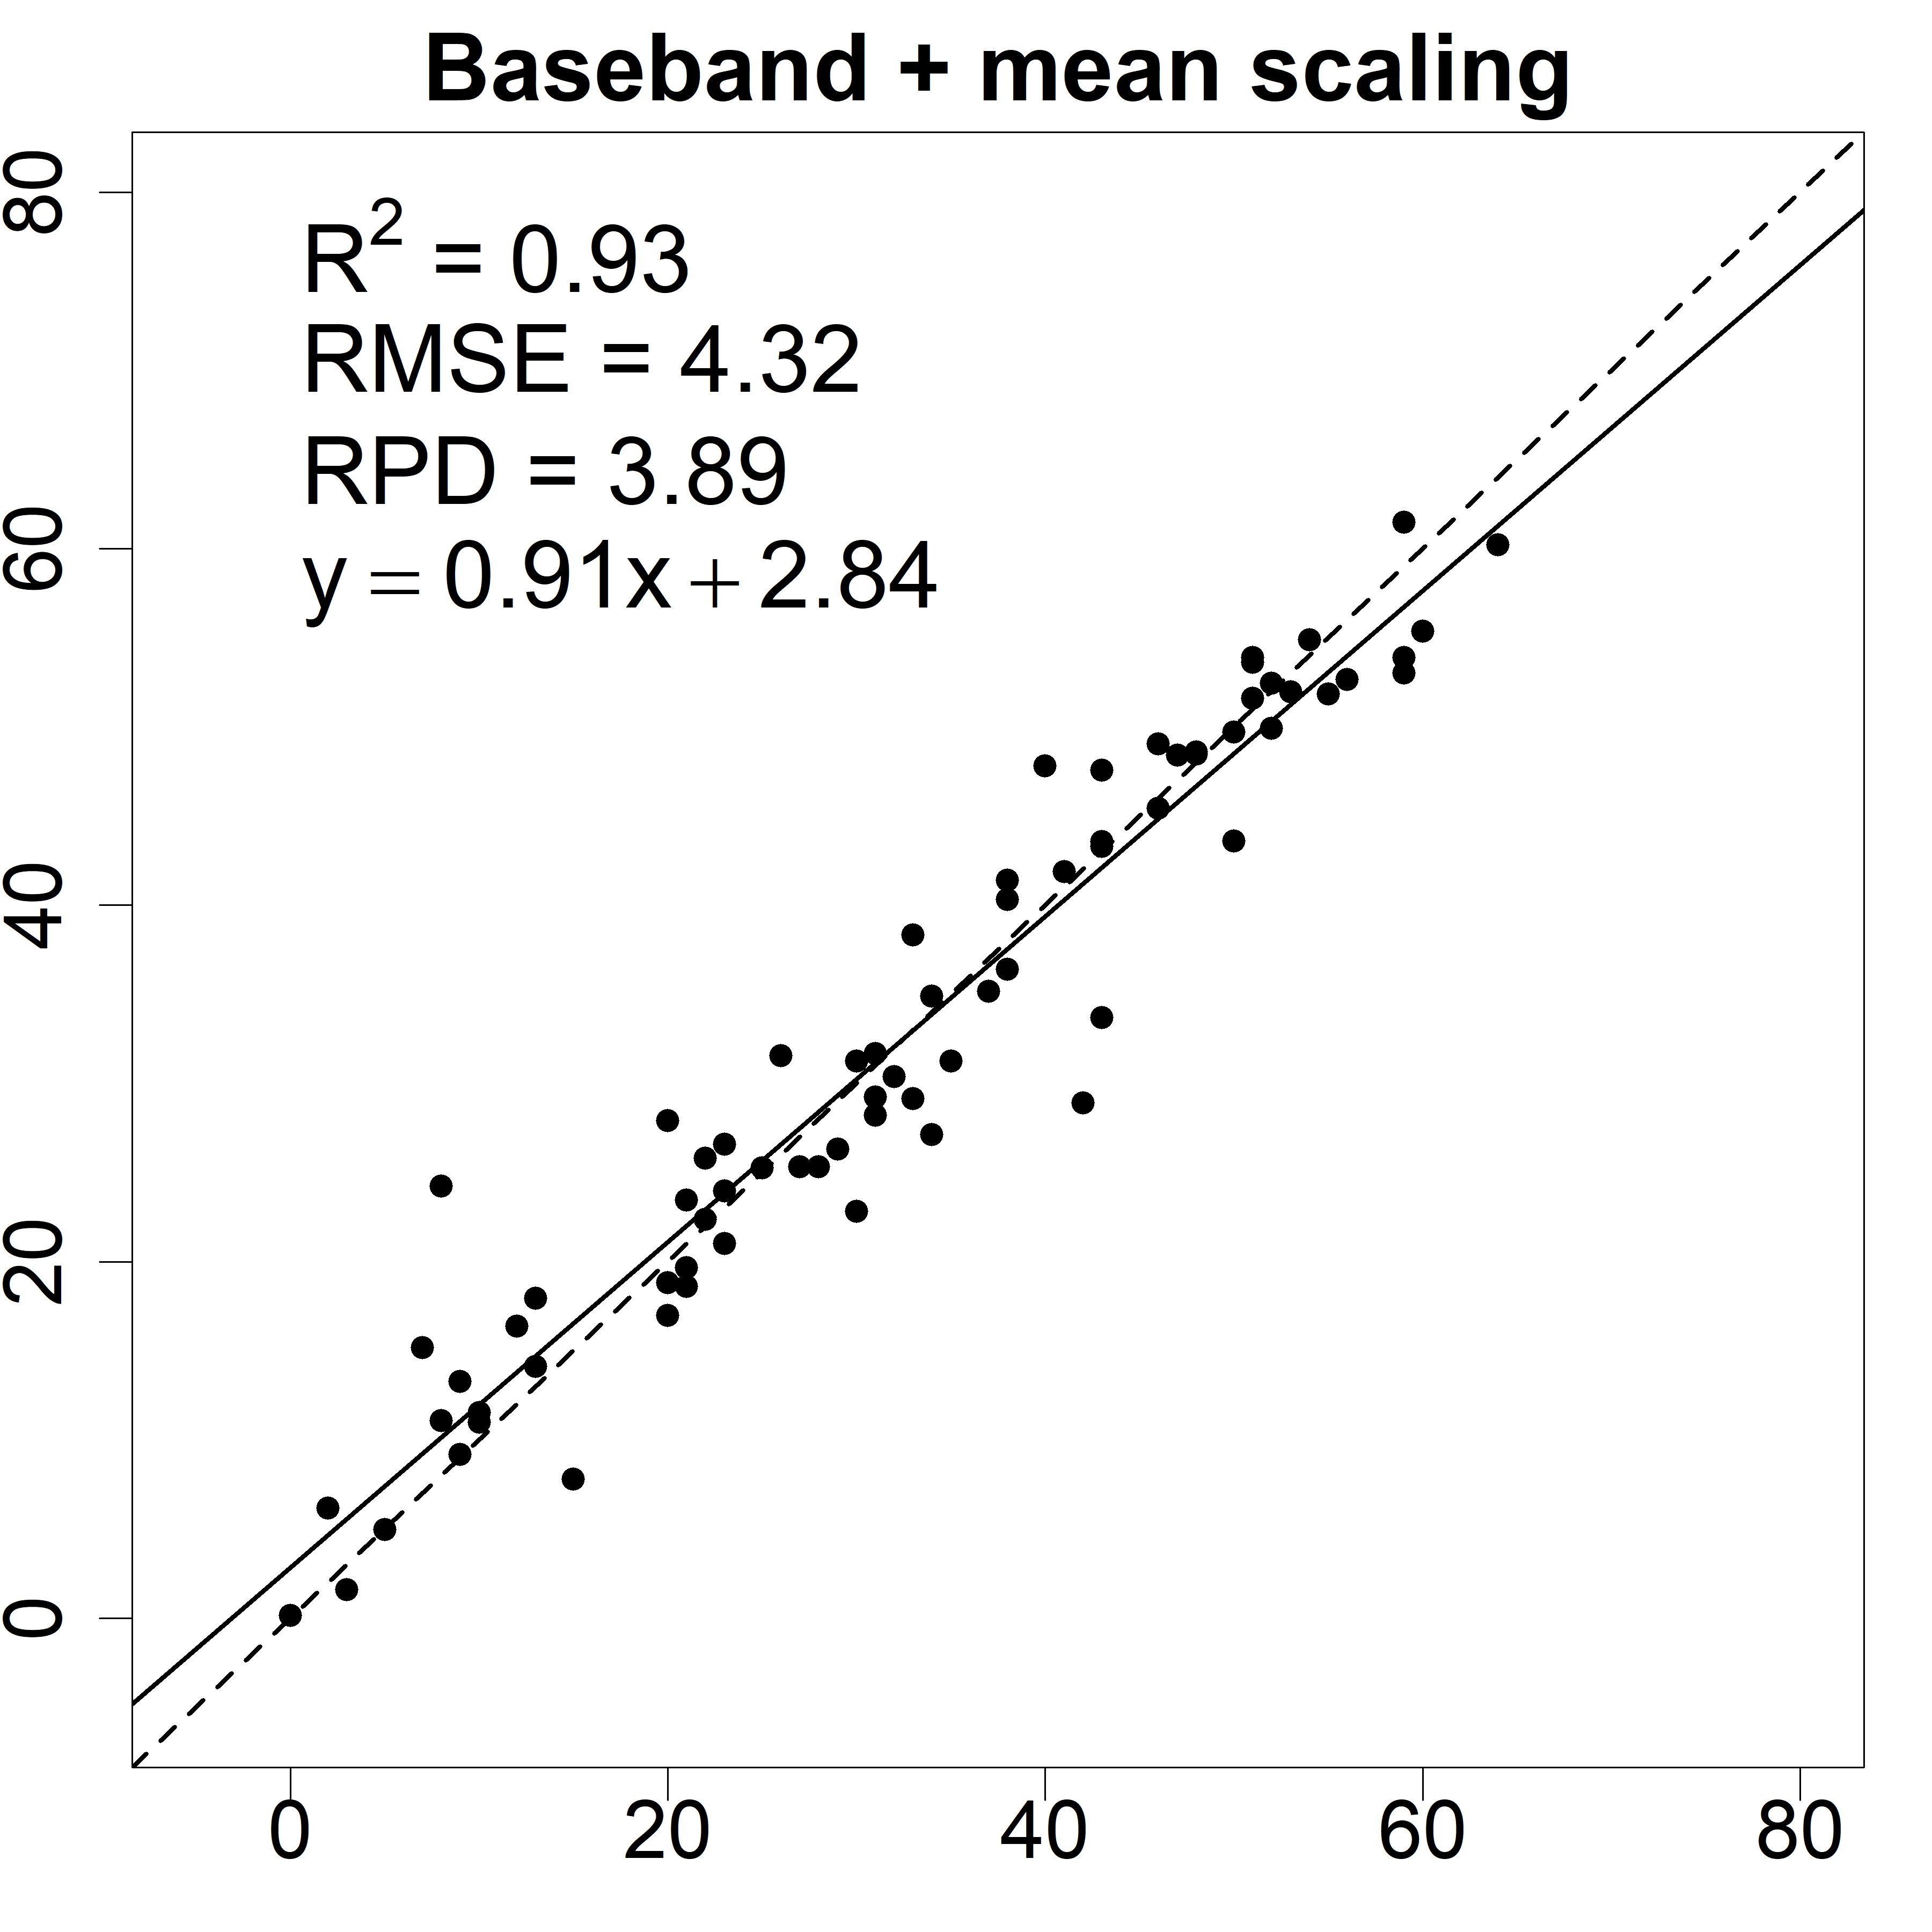 Baseband + mean scaling
R² = 0.93
RMSE = 4.32
RPD = 3.89
y = 0.91x + 2.84
80
60
40
20
0
0 20 40 60 80